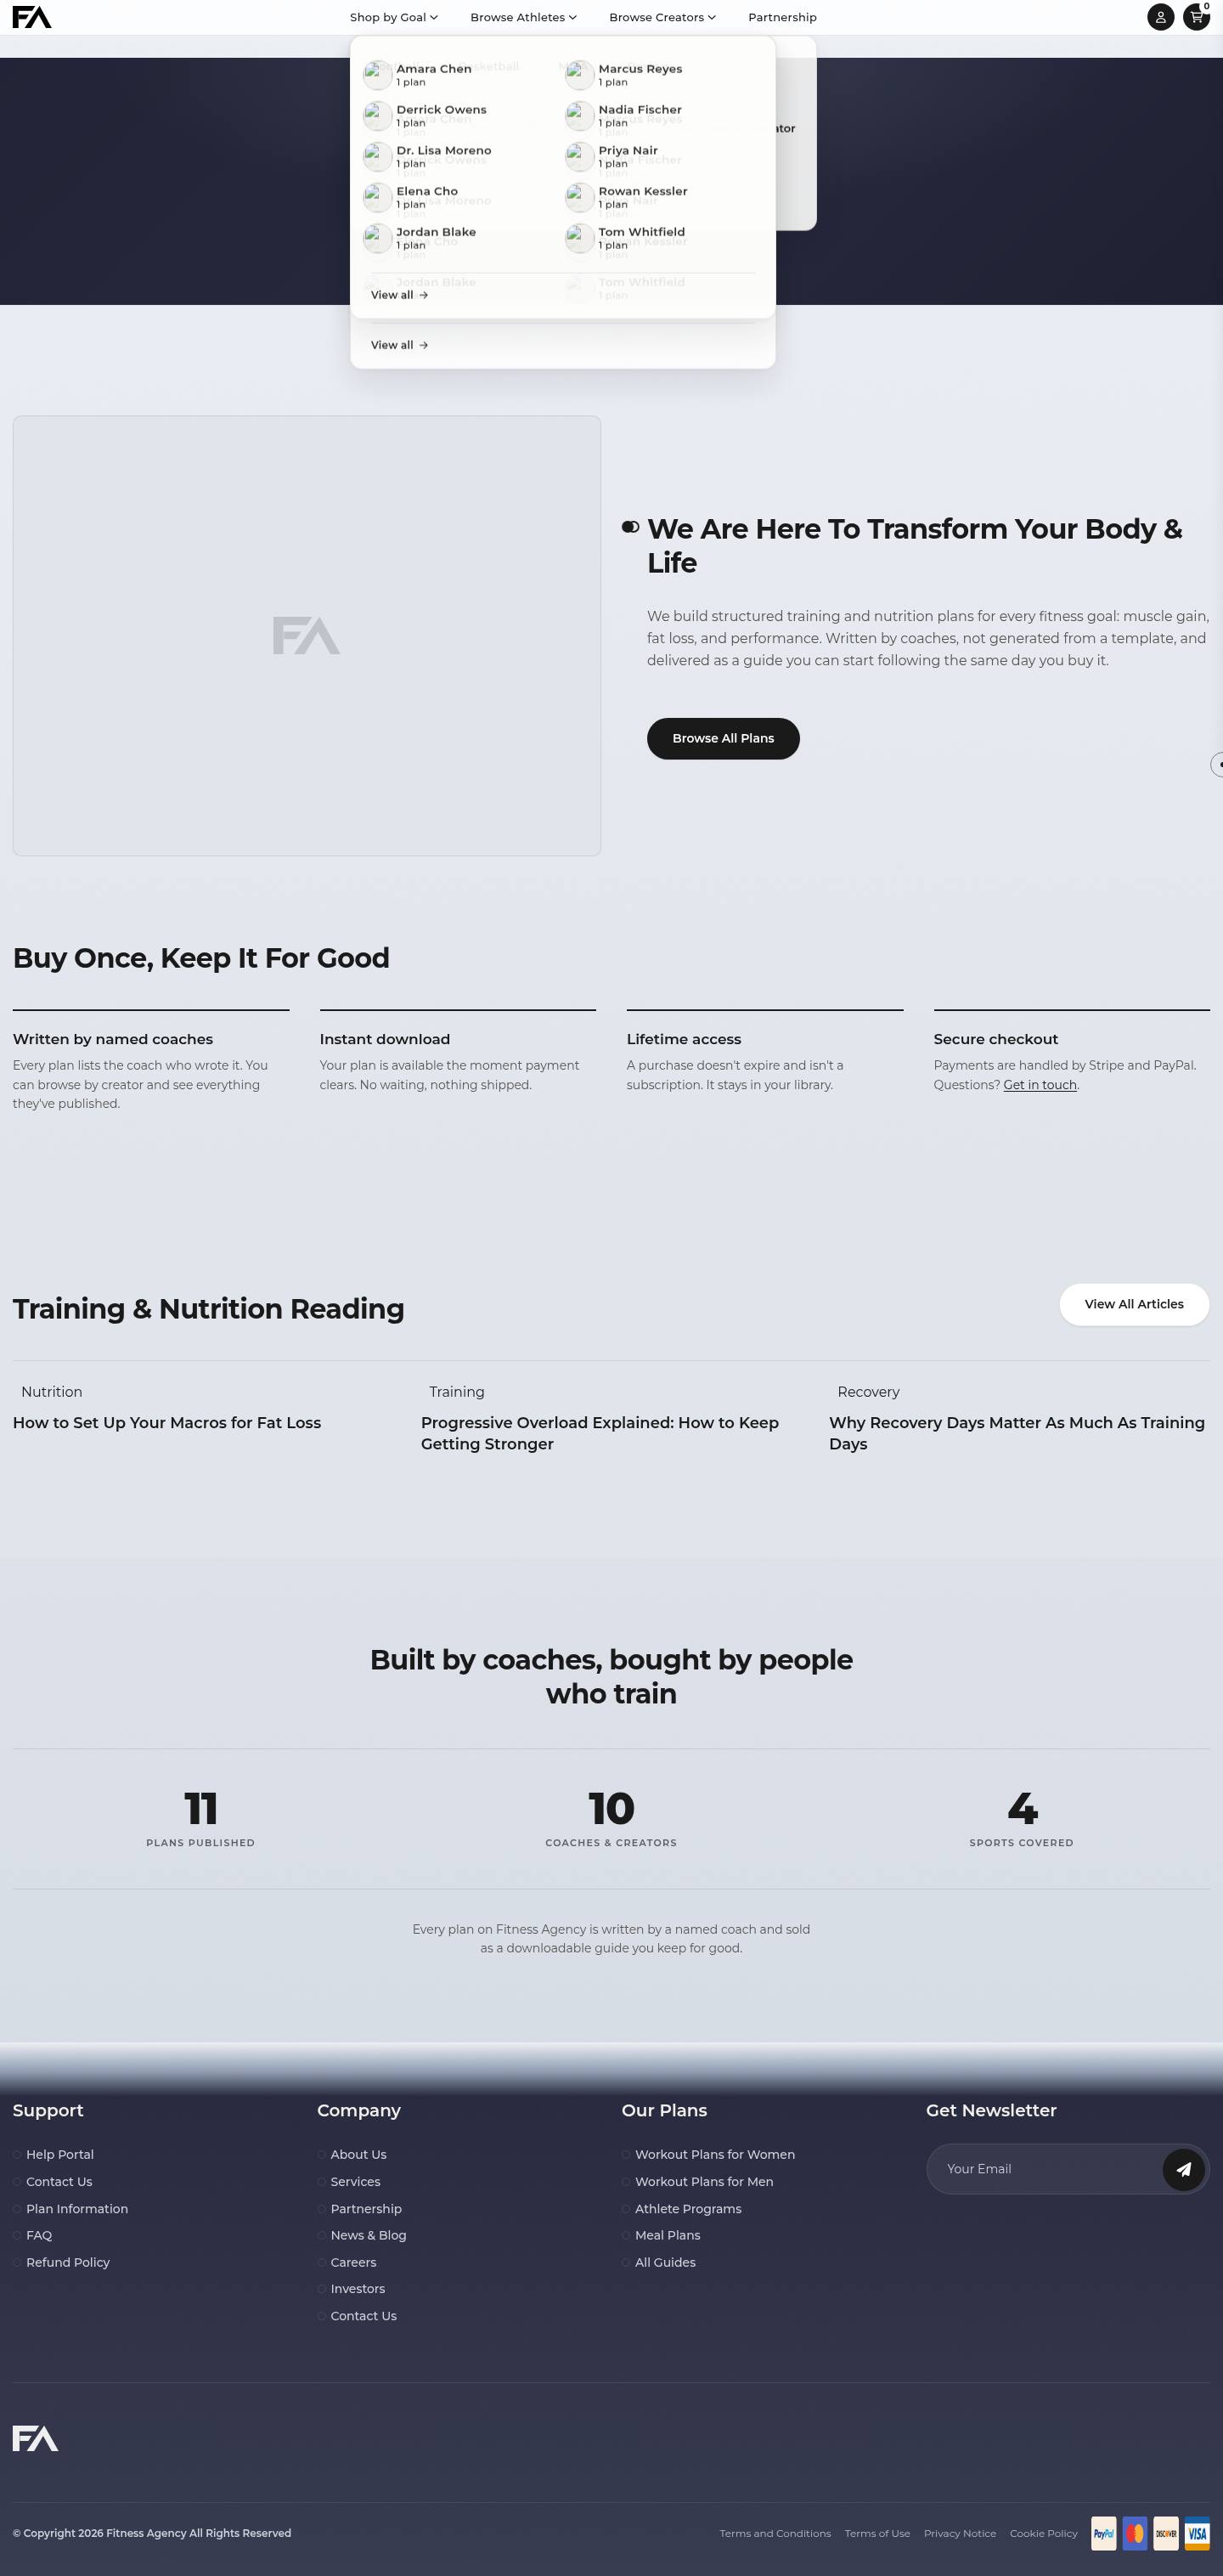 FA
Shop by Goal
Browse Athletes
Browse Creators
Partnership
0
Amara Chen
1 plan
Marcus Reyes
1 plan
Derrick Owens
1 plan
Nadia Fischer
1 plan
Dr. Lisa Moreno
1 plan
Priya Nair
1 plan
Elena Cho
1 plan
Rowan Kessler
1 plan
Jordan Blake
1 plan
Tom Whitfield
1 plan
Jordan Blake
Tom Whitfield
1 plan
View all →
View all →
We Are Here To Transform Your Body &
Life
We build structured training and nutrition plans for every fitness goal: muscle gain,
fat loss, and performance. Written by coaches, not generated from a template, and
delivered as a guide you can start following the same day you buy it.
FA
Browse All Plans
Buy Once, Keep It For Good
Written by named coaches
Every plan lists the coach who wrote it. You
can browse by creator and see everything
they've published.
Instant download
Your plan is available the moment payment
clears. No waiting, nothing shipped.
Lifetime access
A purchase doesn't expire and isn't a
subscription. It stays in your library.
Secure checkout
Payments are handled by Stripe and PayPal.
Questions? Get in touch.
Training & Nutrition Reading
View All Articles
Nutrition
How to Set Up Your Macros for Fat Loss
Training
Progressive Overload Explained: How to Keep
Getting Stronger
Recovery
Why Recovery Days Matter As Much As Training
Days
Built by coaches, bought by people
who train
11
PLANS PUBLISHED
10
COACHES & CREATORS
4
SPORTS COVERED
Every plan on Fitness Agency is written by a named coach and sold
as a downloadable guide you keep for good.
Support
Help Portal
Contact Us
Plan Information
FAQ
Refund Policy
Company
About Us
Services
Partnership
News & Blog
Careers
Investors
Contact Us
Our Plans
Workout Plans for Women
Workout Plans for Men
Athlete Programs
Meal Plans
All Guides
Get Newsletter
Your Email
FA
© Copyright 2026 Fitness Agency All Rights Reserved
Terms and Conditions
Terms of Use
Privacy Notice
Cookie Policy
PayPal
DISCOVER
VISA